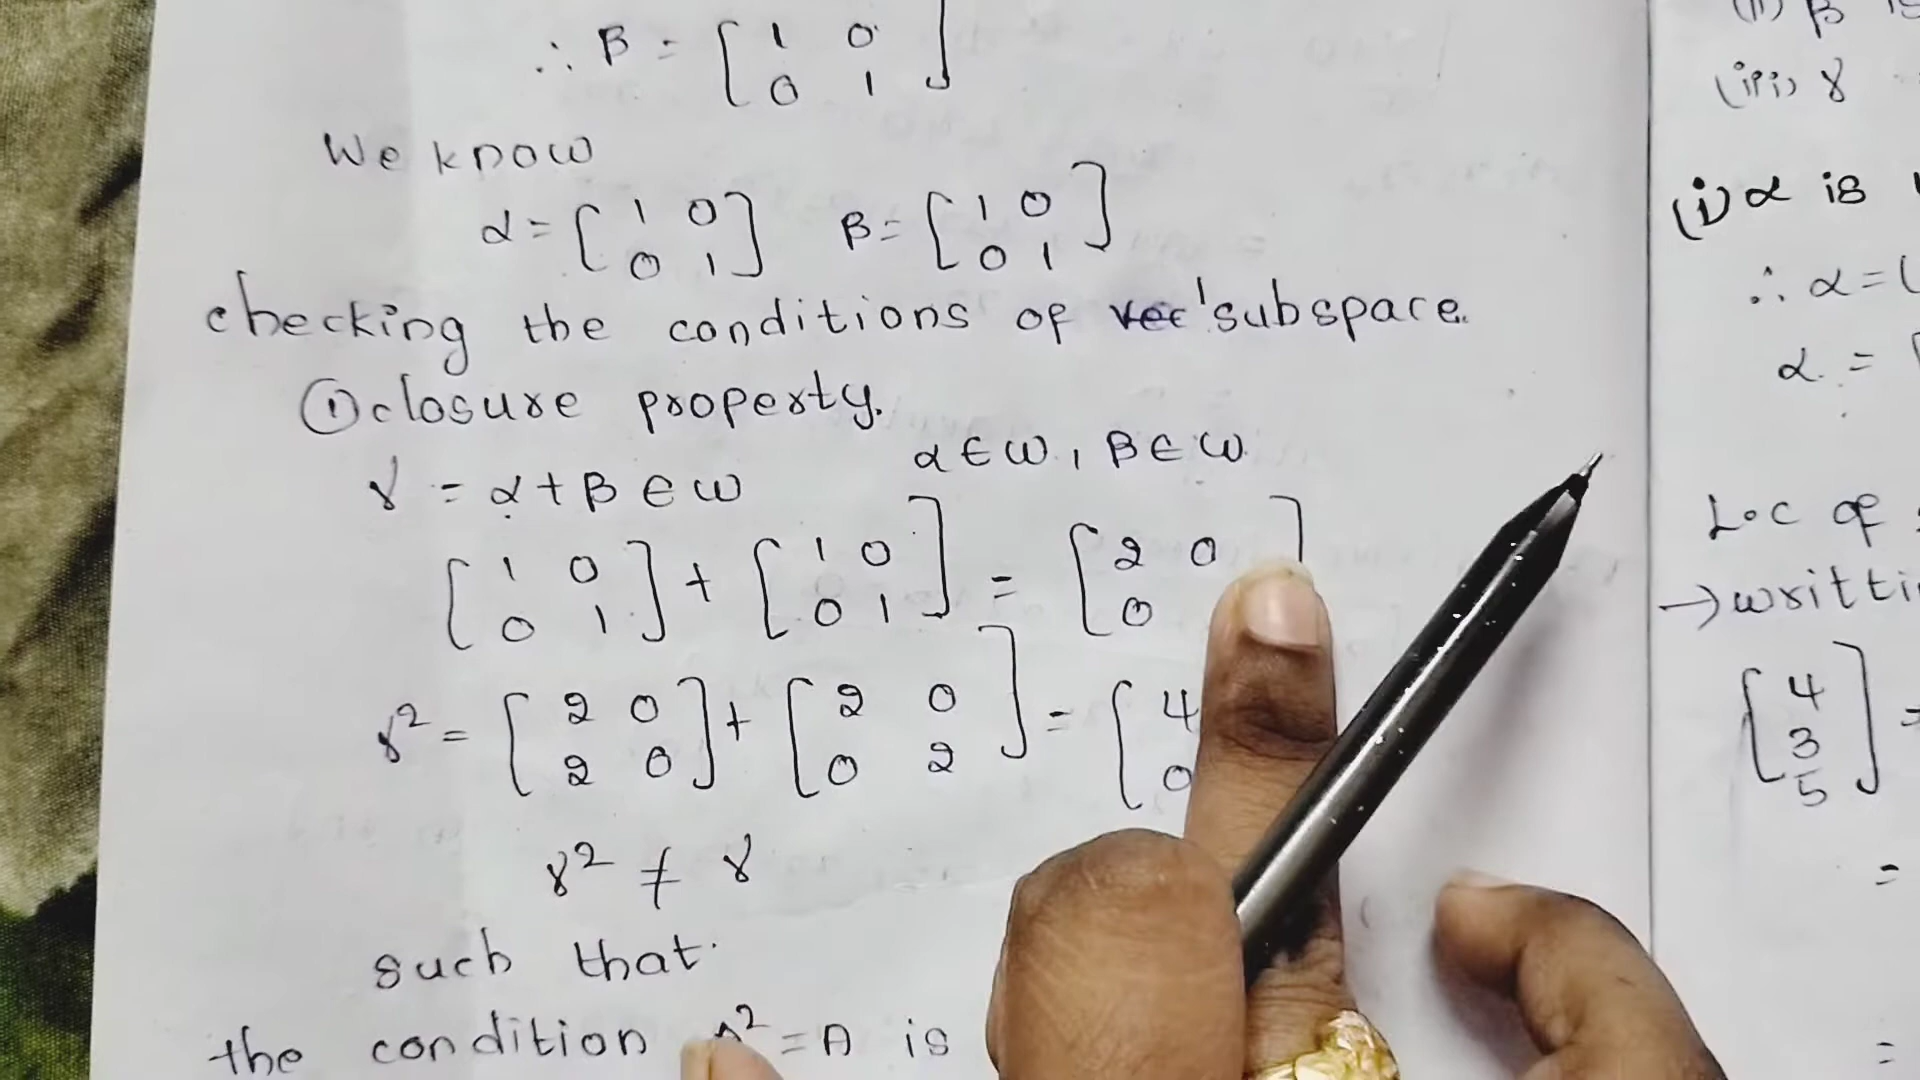 ∴ β = [ 1 0
0 1 ]
We know
α = [ 1 0   β = [ 1 0 ]
0 1 ]   0 1
checking the conditions of vec' subspace.
① closure property.
α ∈ W, β ∈ W
γ = α + β ∈ W
[ 1 0 ] + [ 1 0 ] = [ 2 0 ]
0 1   0 1   0
γ² = [ 2 0 ] + [ 2 0 ] = [ 4
2 0   0 2   0
γ² ≠ γ
such that
the condition A² = A is
(iii) γ
(i) α is
∴ α = (
α =
L.C of
→ writti
[ 4 ] =
3
5
=
=